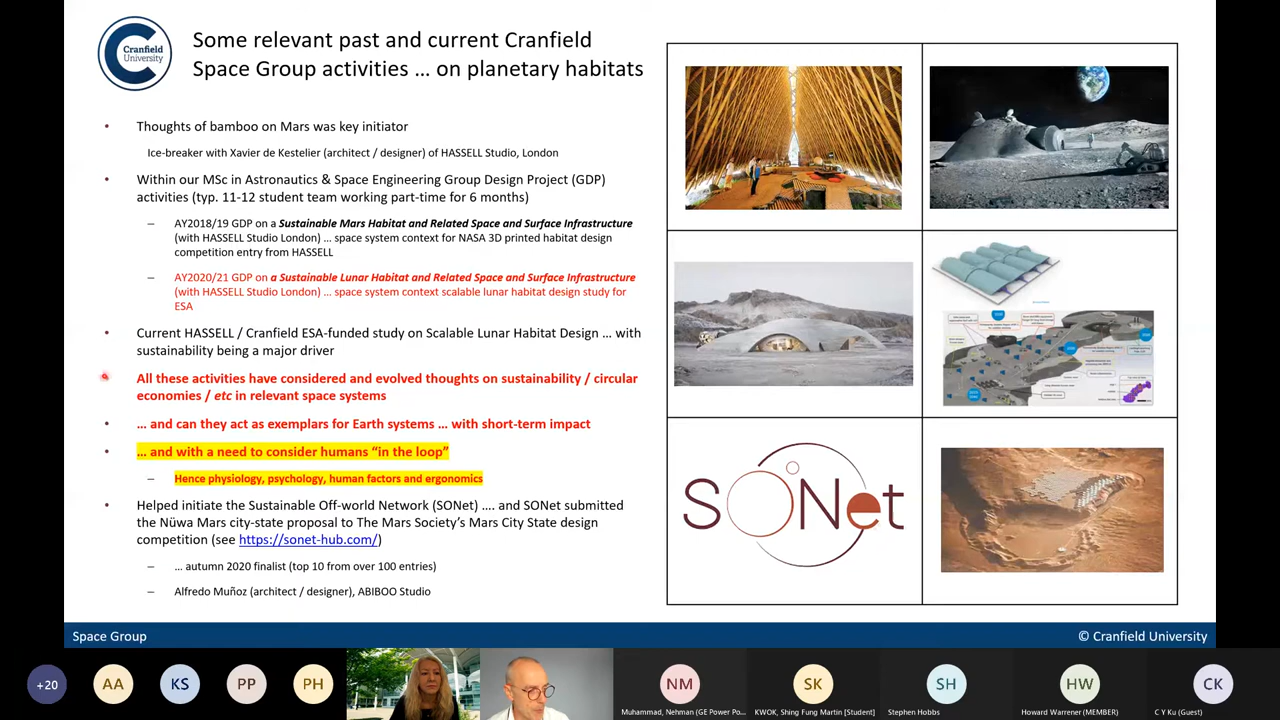 Cranfield
University
Some relevant past and current Cranfield
Space Group activities ... on planetary habitats
• Thoughts of bamboo on Mars was key initiator
Ice-breaker with Xavier de Kestelier (architect / designer) of HASSELL Studio, London
• Within our MSc in Astronautics & Space Engineering Group Design Project (GDP)
activities (typ. 11-12 student team working part-time for 6 months)
– AY2018/19 GDP on a Sustainable Mars Habitat and Related Space and Surface Infrastructure
(with HASSELL Studio London) ... space system context for NASA 3D printed habitat design
competition entry from HASSELL
– AY2020/21 GDP on a Sustainable Lunar Habitat and Related Space and Surface Infrastructure
(with HASSELL Studio London) ... space system context scalable lunar habitat design study for
ESA
• Current HASSELL / Cranfield ESA-funded study on Scalable Lunar Habitat Design ... with
sustainability being a major driver
All these activities have considered and evolved thoughts on sustainability / circular
economies / etc in relevant space systems
• ... and can they act as exemplars for Earth systems ... with short-term impact
• ... and with a need to consider humans “in the loop”
– Hence physiology, psychology, human factors and ergonomics
• Helped initiate the Sustainable Off-world Network (SONet) .... and SONet submitted
the Nüwa Mars city-state proposal to The Mars Society’s Mars City State design
competition (see https://sonet-hub.com/)
– ... autumn 2020 finalist (top 10 from over 100 entries)
– Alfredo Muñoz (architect / designer), ABIBOO Studio
SONet
Space Group
© Cranfield University
+20
AA
KS
PP
PH
NM
SK
SH
HW
CK
Muhammad, Nehman (GE Power Po...
KWOK, Shing Fung Martin [Student]
Stephen Hobbs
Howard Warrener (MEMBER)
C Y Ku (Guest)